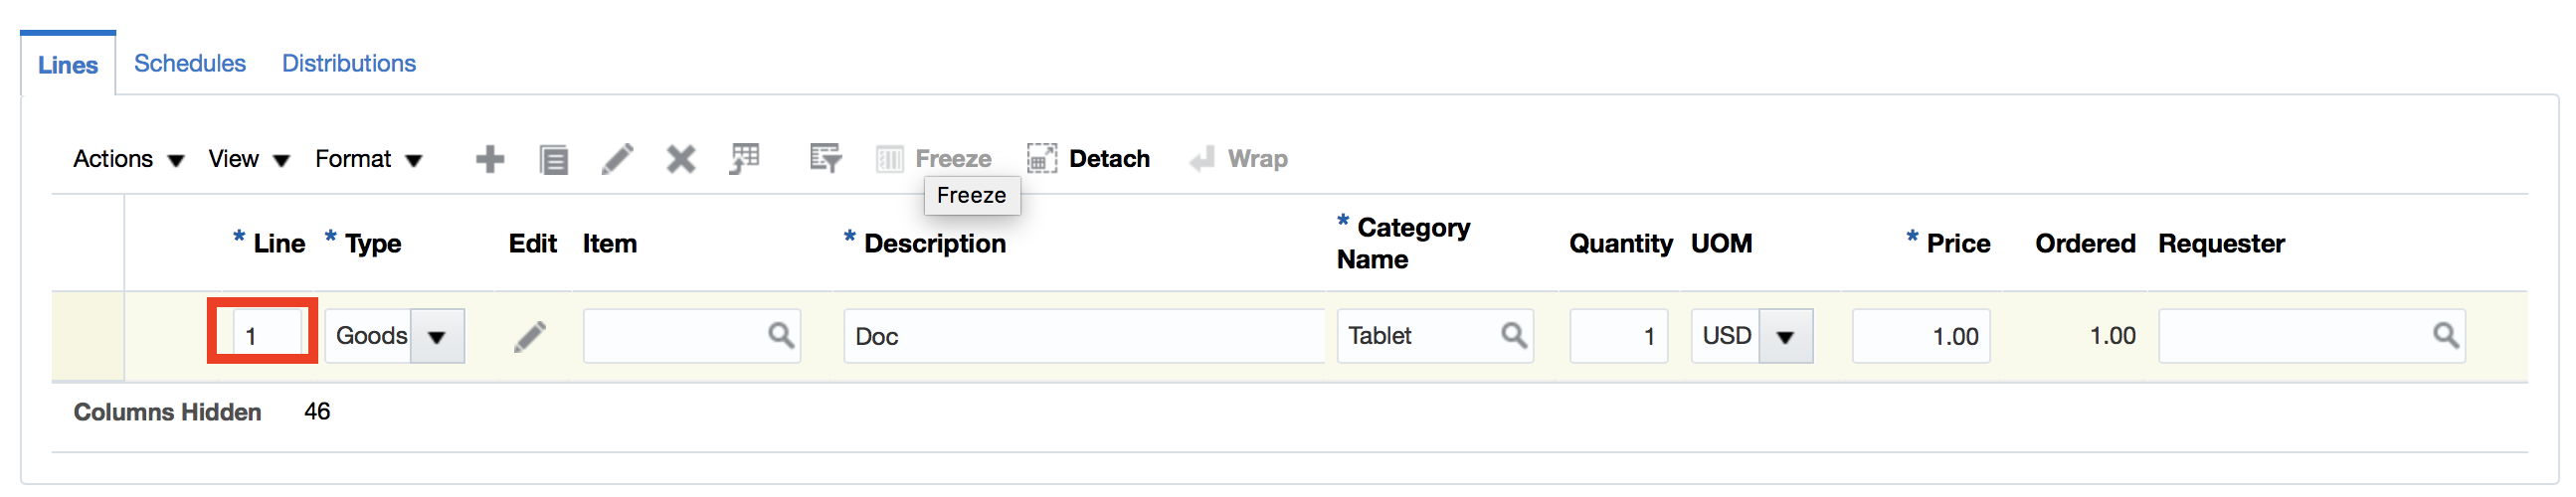 Lines Schedules Distributions
Actions View Format Freeze Detach Wrap
Freeze
* Line * Type Edit Item * Description * Category Name Quantity UOM * Price Ordered Requester
1 Goods Doc Tablet 1 USD 1.00 1.00
Columns Hidden 46